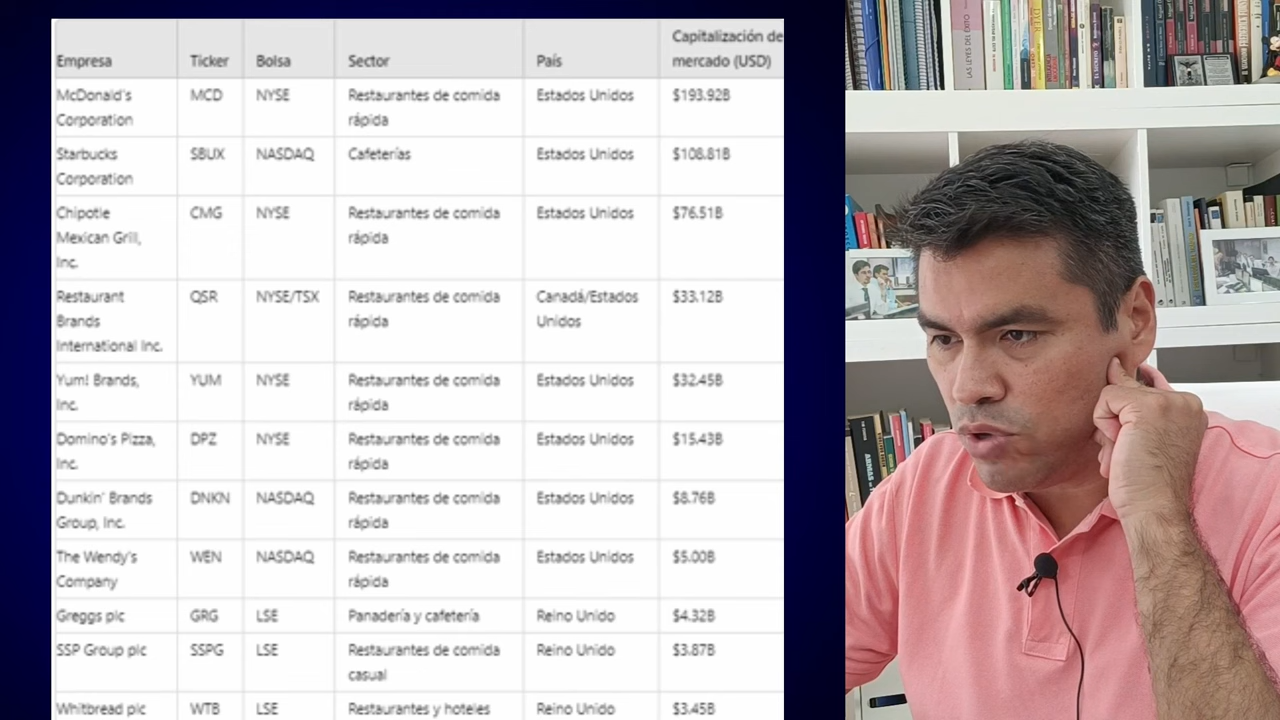 Capitalización de
Empresa Ticker Bolsa Sector País mercado (USD)
McDonald's MCD NYSE Restaurantes de comida Estados Unidos $193.92B
Corporation rápida
Starbucks SBUX NASDAQ Cafeterías Estados Unidos $108.81B
Corporation
Chipotle CMG NYSE Restaurantes de comida Estados Unidos $76.51B
Mexican Grill, rápida
Inc.
Restaurant QSR NYSE/TSX Restaurantes de comida Canadá/Estados $33.12B
Brands rápida Unidos
International Inc.
Yum! Brands, YUM NYSE Restaurantes de comida Estados Unidos $32.45B
Inc. rápida
Domino's Pizza, DPZ NYSE Restaurantes de comida Estados Unidos $15.43B
Inc. rápida
Dunkin' Brands DNKN NASDAQ Restaurantes de comida Estados Unidos $8.76B
Group, Inc. rápida
The Wendy's WEN NASDAQ Restaurantes de comida Estados Unidos $5.00B
Company rápida
Greggs plc GRG LSE Panadería y cafetería Reino Unido $4.32B
SSP Group plc SSPG LSE Restaurantes de comida Reino Unido $3.87B
casual
Whitbread plc WTB LSE Restaurantes y hoteles Reino Unido $3.45B
LAS LEYES DEL ÉXITO